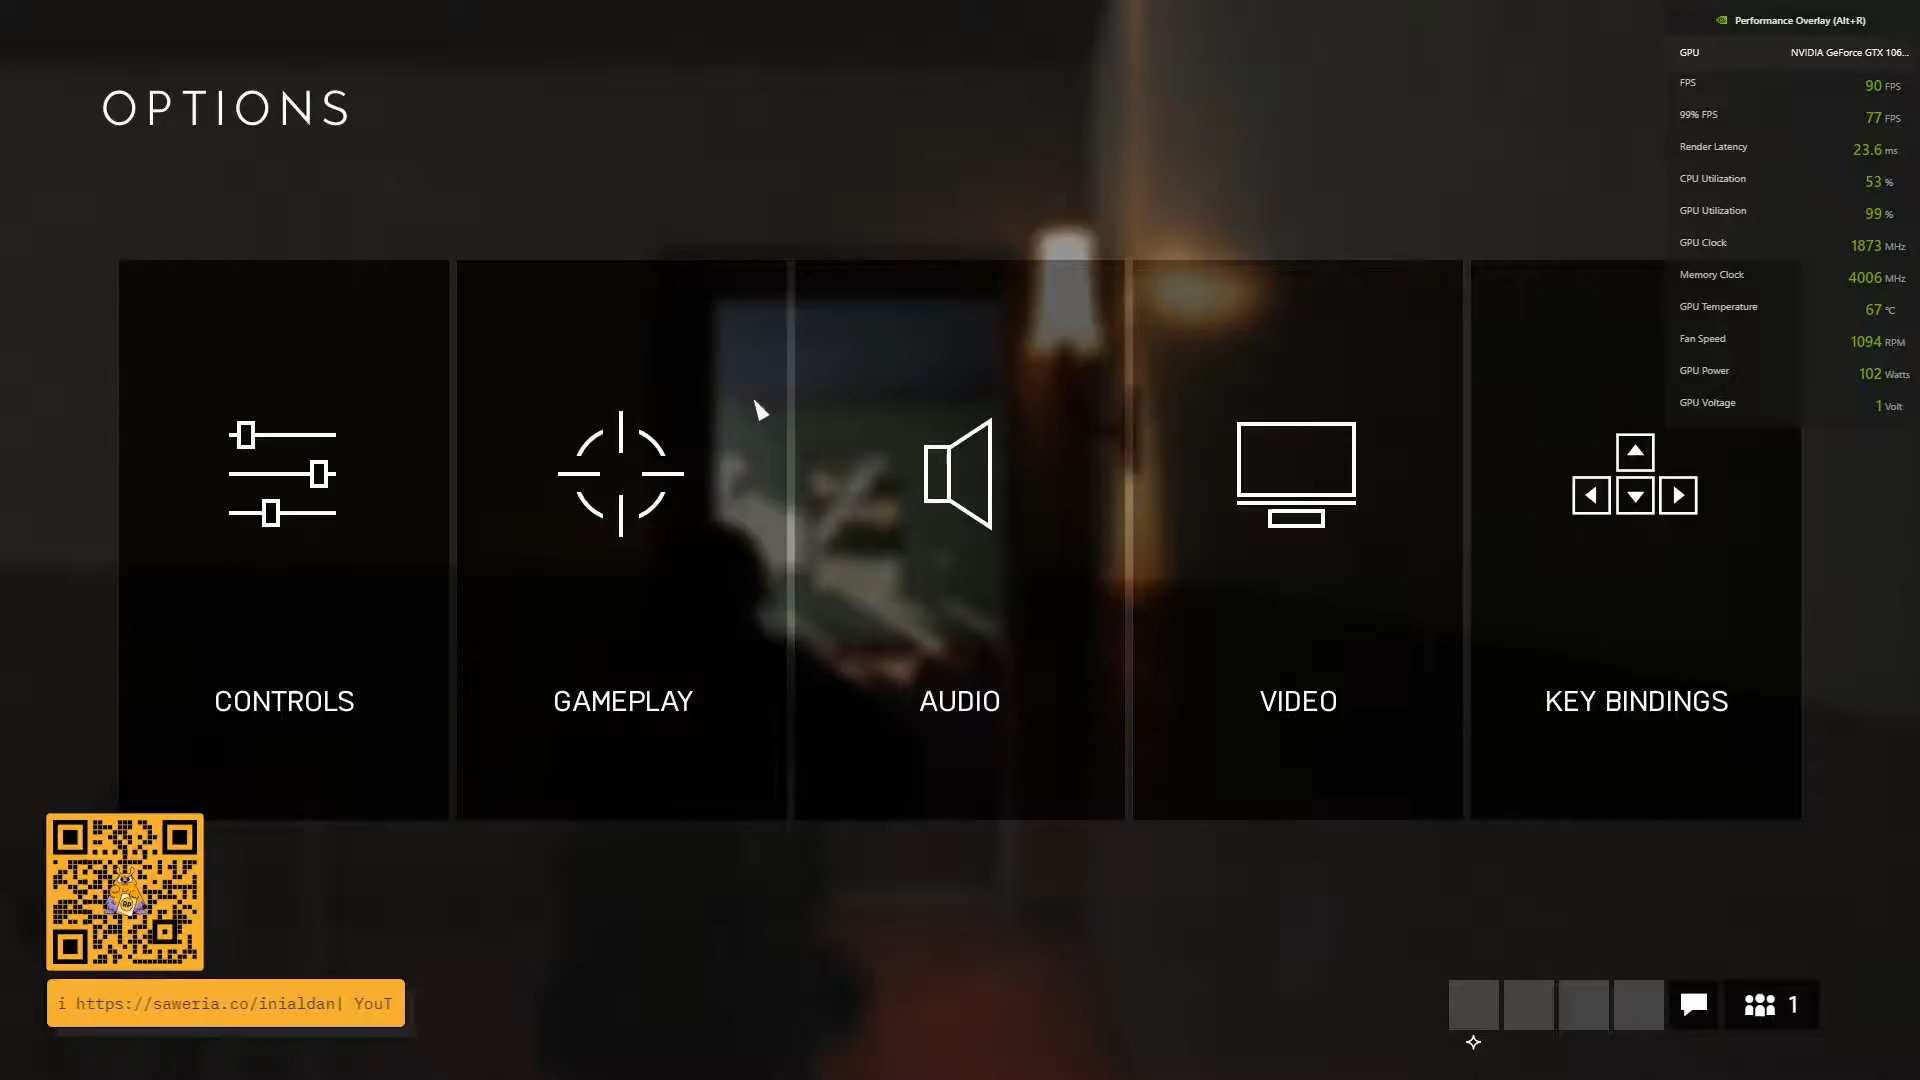 OPTIONS
Performance Overlay (Alt+R)
GPU NVIDIA GeForce GTX 106...
FPS 90 FPS
99% FPS 77 FPS
Render Latency 23.6 ms
CPU Utilization 53 %
GPU Utilization 99 %
GPU Clock 1873 MHz
Memory Clock 4006 MHz
GPU Temperature 67 °C
Fan Speed 1094 RPM
GPU Power 102 Watts
GPU Voltage 1 Volt
CONTROLS
GAMEPLAY
AUDIO
VIDEO
KEY BINDINGS
i https://saweria.co/inialdan| YouT
1